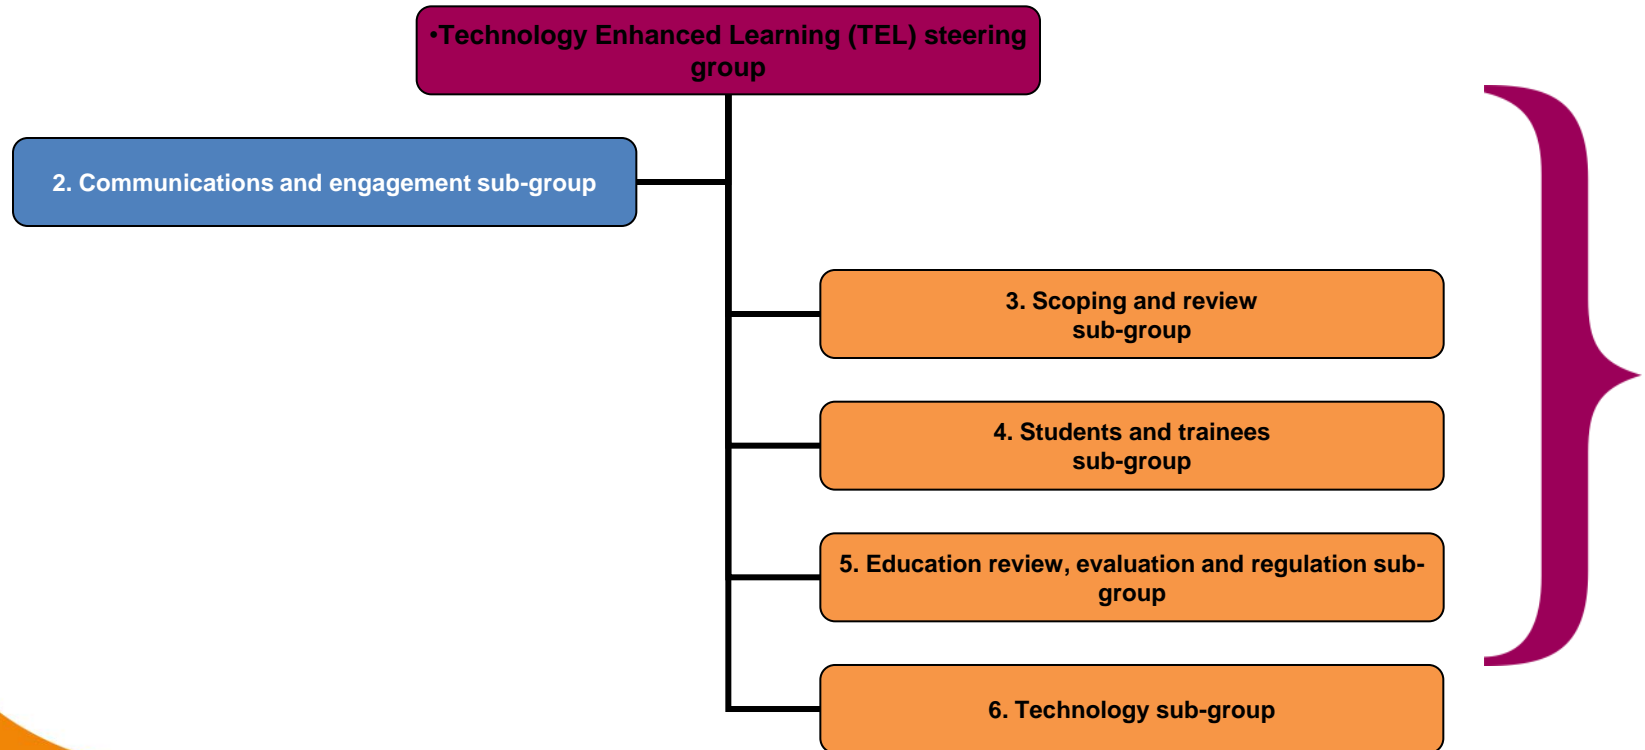 •Technology Enhanced Learning (TEL) steering
group
2. Communications and engagement sub-group
3. Scoping and review
sub-group
4. Students and trainees
sub-group
5. Education review, evaluation and regulation sub-
group
6. Technology sub-group